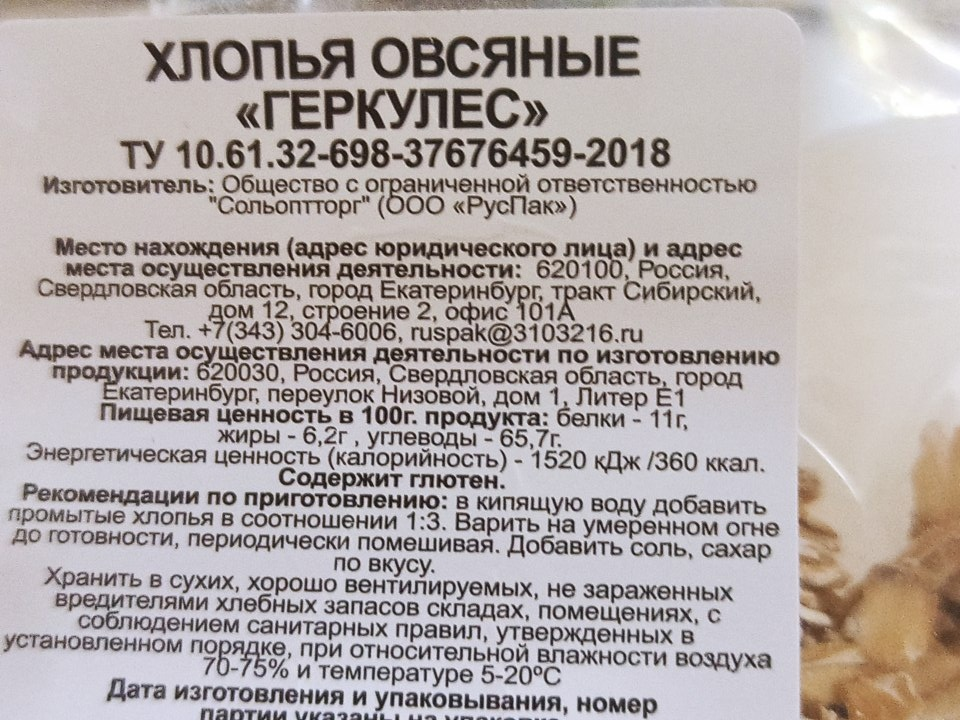 ХЛОПЬЯ ОВСЯНЫЕ
«ГЕРКУЛЕС»
ТУ 10.61.32-698-37676459-2018
Изготовитель: Общество с ограниченной ответственностью
"Сольоптторг" (ООО «РусПак»)
Место нахождения (адрес юридического лица) и адрес
места осуществления деятельности: 620100, Россия,
Свердловская область, город Екатеринбург, тракт Сибирский,
дом 12, строение 2, офис 101А
Тел. +7(343) 304-6006, ruspak@3103216.ru
Адрес места осуществления деятельности по изготовлению
продукции: 620030, Россия, Свердловская область, город
Екатеринбург, переулок Низовой, дом 1, Литер Е1
Пищевая ценность в 100г. продукта: белки - 11г,
жиры - 6,2г , углеводы - 65,7г.
Энергетическая ценность (калорийность) - 1520 кДж /360 ккал.
Содержит глютен.
Рекомендации по приготовлению: в кипящую воду добавить
промытые хлопья в соотношении 1:3. Варить на умеренном огне
до готовности, периодически помешивая. Добавить соль, сахар
по вкусу.
Хранить в сухих, хорошо вентилируемых, не зараженных
вредителями хлебных запасов складах, помещениях, с
соблюдением санитарных правил, утвержденных в
установленном порядке, при относительной влажности воздуха
70-75% и температуре 5-20ºС
Дата изготовления и упаковывания, номер
партии указаны на упаковке